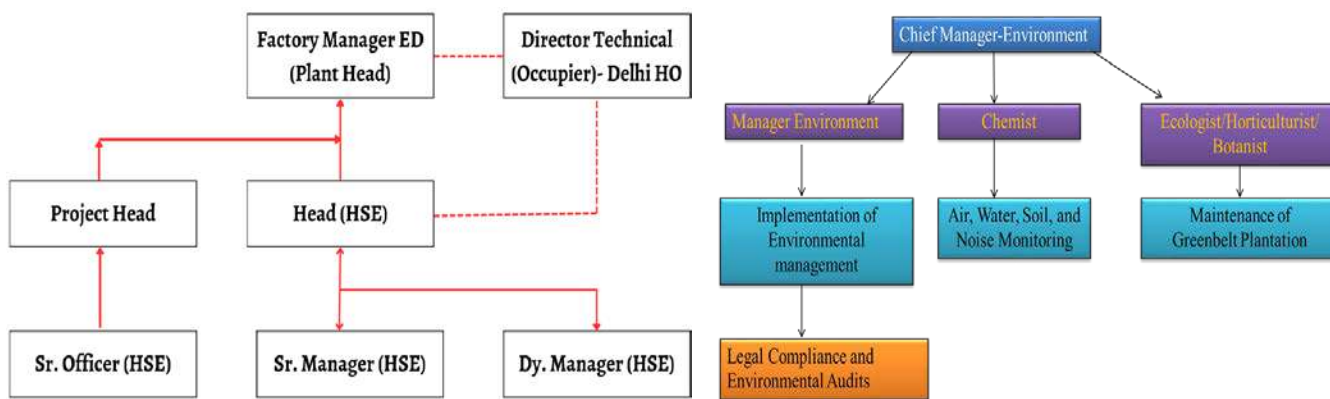 Factory Manager ED
(Plant Head)
Director Technical
(Occupier)- Delhi HO
Project Head
Head (HSE)
Sr. Officer (HSE)
Sr. Manager (HSE)
Dy. Manager (HSE)
Chief Manager-Environment
Manager Environment
Chemist
Ecologist/Horticulturist/
Botanist
Implementation of
Environmental
management
Air, Water, Soil, and
Noise Monitoring
Maintenance of
Greenbelt Plantation
Legal Compliance and
Environmental Audits